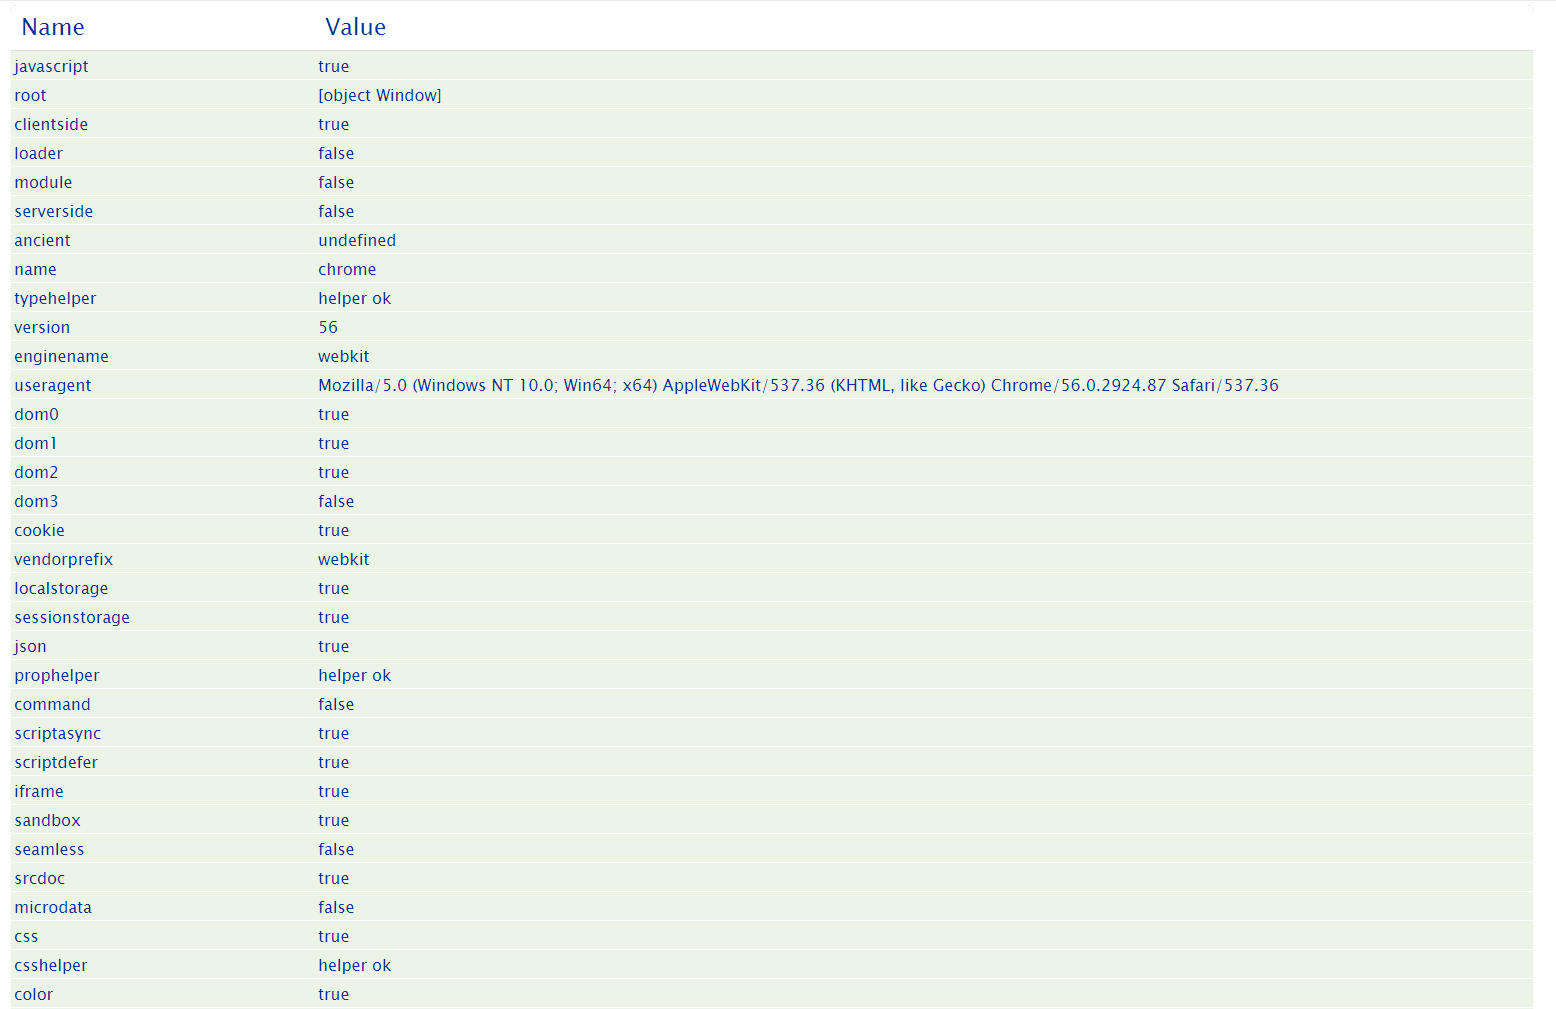 Name Value
javascript true
root [object Window]
clientside true
loader false
module false
serverside false
ancient undefined
name chrome
typehelper helper ok
version 56
enginename webkit
useragent Mozilla/5.0 (Windows NT 10.0; Win64; x64) AppleWebKit/537.36 (KHTML, like Gecko) Chrome/56.0.2924.87 Safari/537.36
dom0 true
dom1 true
dom2 true
dom3 false
cookie true
vendorprefix webkit
localstorage true
sessionstorage true
json true
prophelper helper ok
command false
scriptasync true
scriptdefer true
iframe true
sandbox true
seamless false
srcdoc true
microdata false
css true
csshelper helper ok
color true